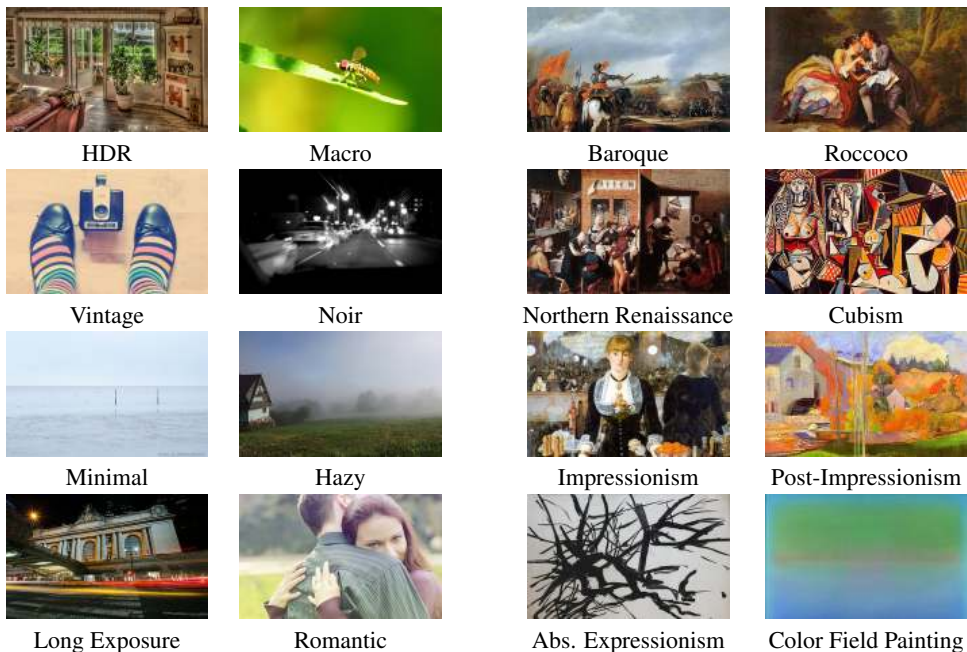 HDR
Macro
Baroque
Roccoco
Vintage
Noir
Northern Renaissance
Cubism
Minimal
Hazy
Impressionism
Post-Impressionism
Long Exposure
Romantic
Abs. Expressionism
Color Field Painting